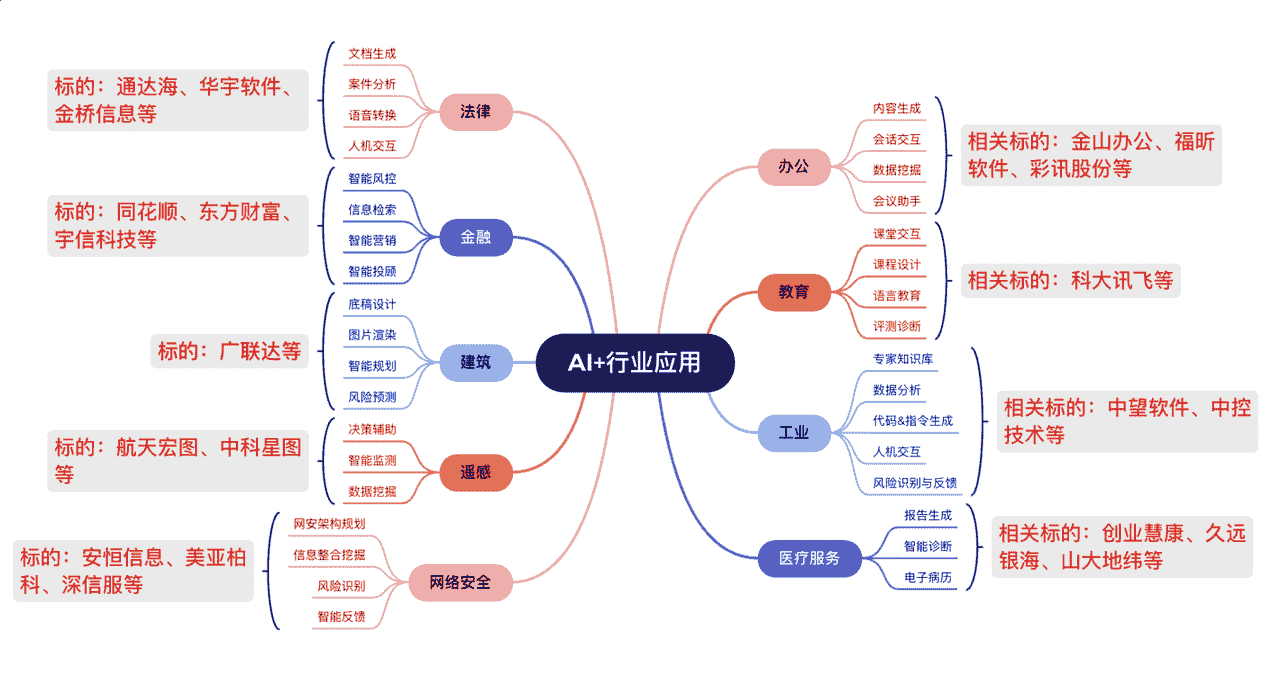 AI+行业应用
法律
文档生成
案件分析
语音转换
人机交互
标的：通达海、华宇软件、
金桥信息等
金融
智能风控
信息检索
智能营销
智能投顾
标的：同花顺、东方财富、
宇信科技等
建筑
底稿设计
图片渲染
智能规划
风险预测
标的：广联达等
遥感
决策辅助
智能监测
数据挖掘
标的：航天宏图、中科星图
等
网络安全
网安架构规划
信息整合挖掘
风险识别
智能反馈
标的：安恒信息、美亚柏
科、深信服等
办公
内容生成
会话交互
数据挖掘
会议助手
相关标的：金山办公、福昕
软件、彩讯股份等
教育
课堂交互
课程设计
语言教育
评测诊断
相关标的：科大讯飞等
工业
专家知识库
数据分析
代码&指令生成
人机交互
风险识别与反馈
相关标的：中望软件、中控
技术等
医疗服务
报告生成
智能诊断
电子病历
相关标的：创业慧康、久远
银海、山大地纬等